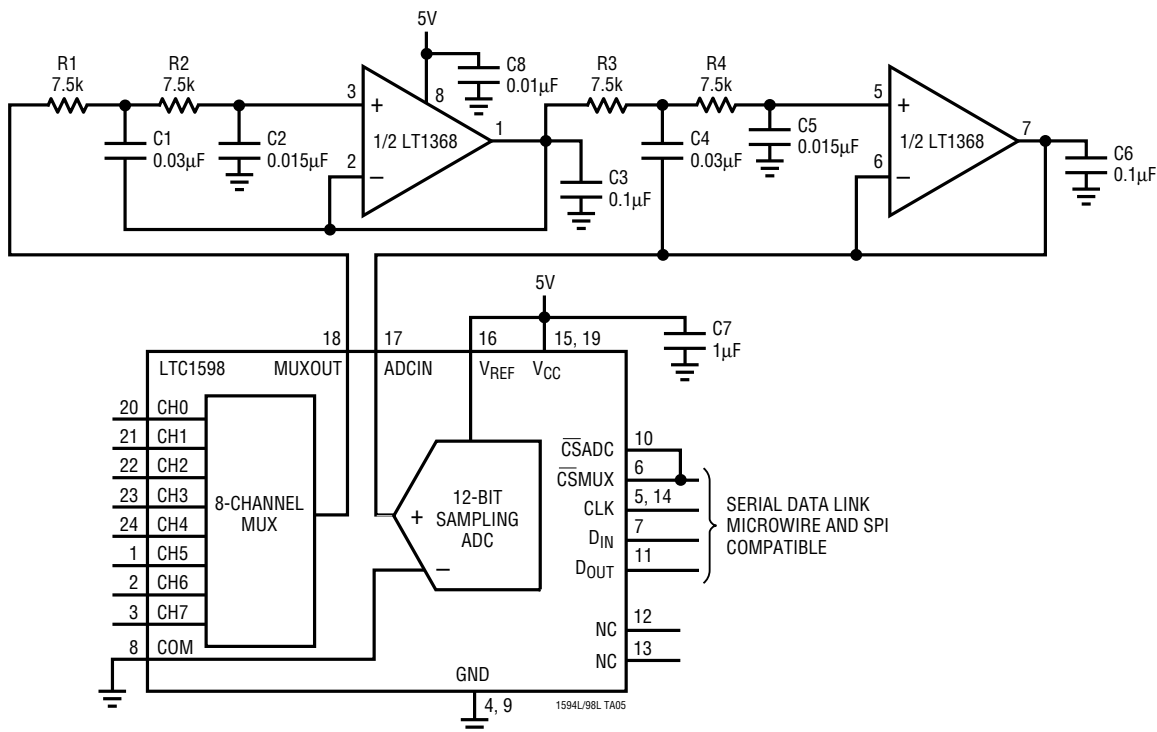 5V
R1
7.5k
R2
7.5k
C8
0.01µF
R3
7.5k
R4
7.5k
3
+
8
1/2 LT1368
1
2
–
C1
0.03µF
C2
0.015µF
C3
0.1µF
5
+
1/2 LT1368
7
6
–
C4
0.03µF
C5
0.015µF
C6
0.1µF
5V
18
17
16
15, 19
C7
1µF
LTC1598
MUXOUT
ADCIN
VREF
VCC
20 CH0
21 CH1
22 CH2
23 CH3
24 CH4
1 CH5
2 CH6
3 CH7
8 COM
8-CHANNEL
MUX
+
12-BIT
SAMPLING
ADC
–
C̅S̅ADC 10
C̅S̅MUX 6
CLK 5, 14
DIN 7
DOUT 11
NC 12
NC 13
SERIAL DATA LINK
MICROWIRE AND SPI
COMPATIBLE
GND
4, 9
1594L/98L TA05